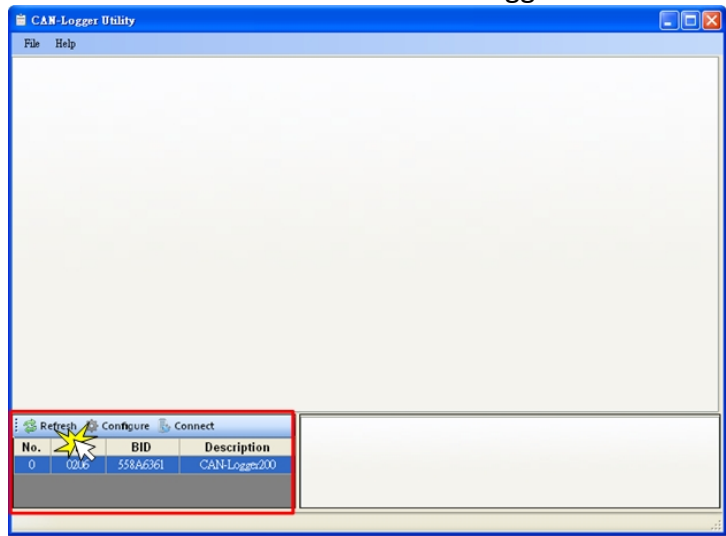 CAN-Logger Utility
File Help
Refresh Configure Connect
No. BID Description
0 0206 558A6361 CAN-Logger200